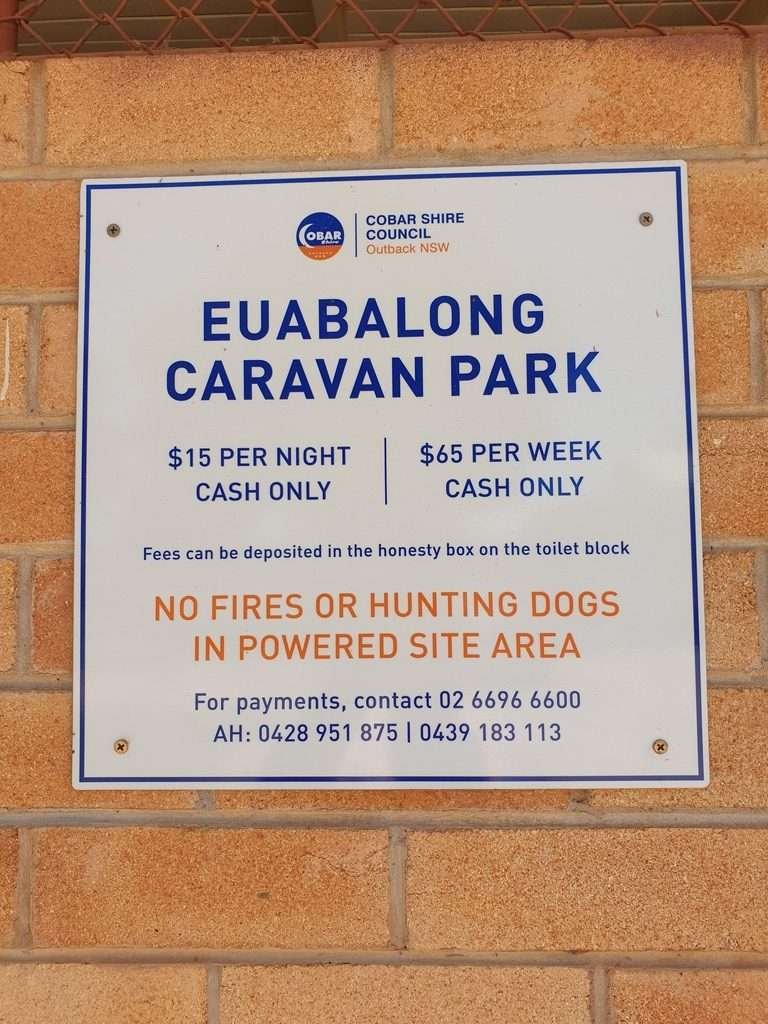 COBAR
Shire
COBAR SHIRE
COUNCIL
Outback NSW
EUABALONG
CARAVAN PARK
$15 PER NIGHT
CASH ONLY
$65 PER WEEK
CASH ONLY
Fees can be deposited in the honesty box on the toilet block
NO FIRES OR HUNTING DOGS
IN POWERED SITE AREA
For payments, contact 02 6696 6600
AH: 0428 951 875 | 0439 183 113